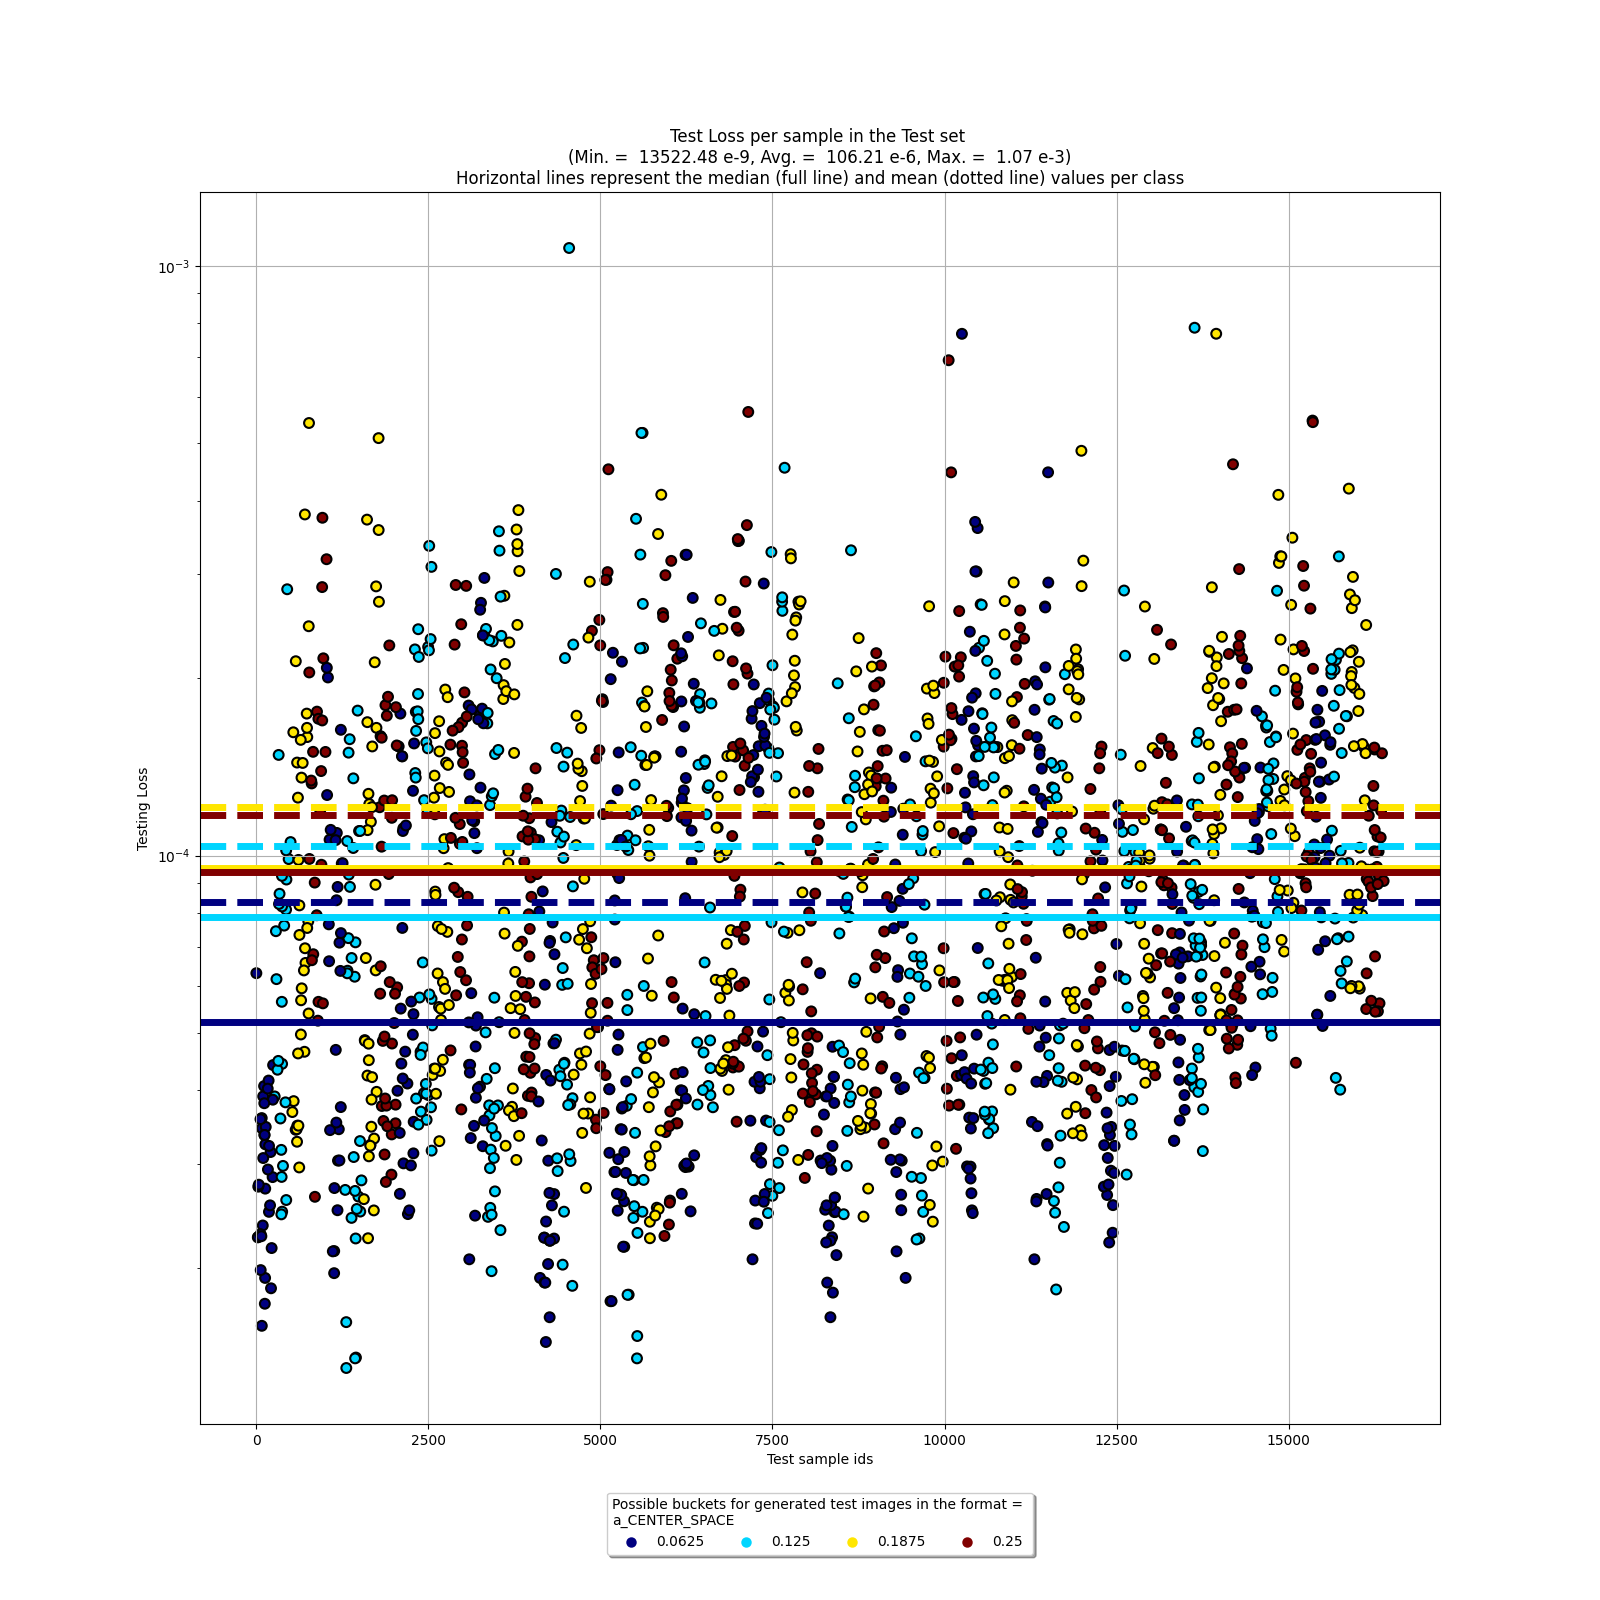 Test Loss per sample in the Test set
(Min. = 13522.48 e-9, Avg. = 106.21 e-6, Max. = 1.07 e-3)
Horizontal lines represent the median (full line) and mean (dotted line) values per class
10⁻³
10⁻⁴
Testing Loss
0 2500 5000 7500 10000 12500 15000
Test sample ids
Possible buckets for generated test images in the format =
a_CENTER_SPACE
0.0625 0.125 0.1875 0.25